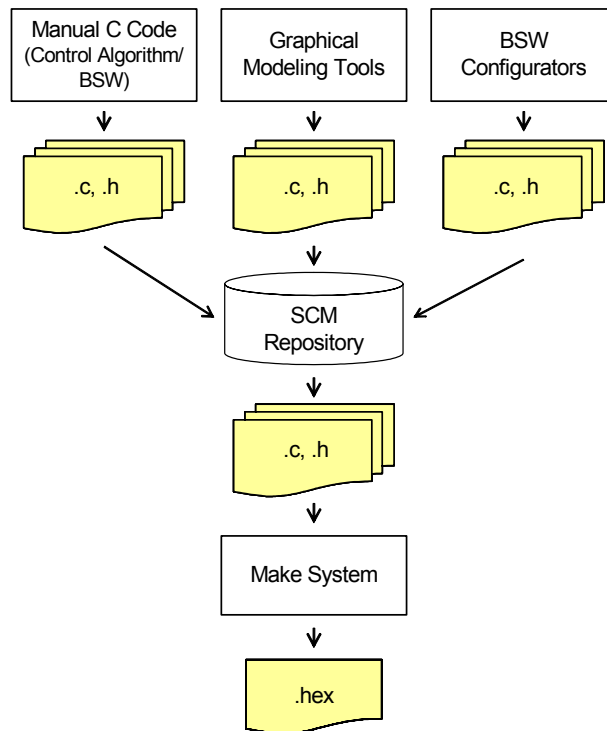 Manual C Code
(Control Algorithm/
BSW)
Graphical
Modeling Tools
BSW
Configurators
.c, .h
.c, .h
.c, .h
SCM
Repository
.c, .h
Make System
.hex